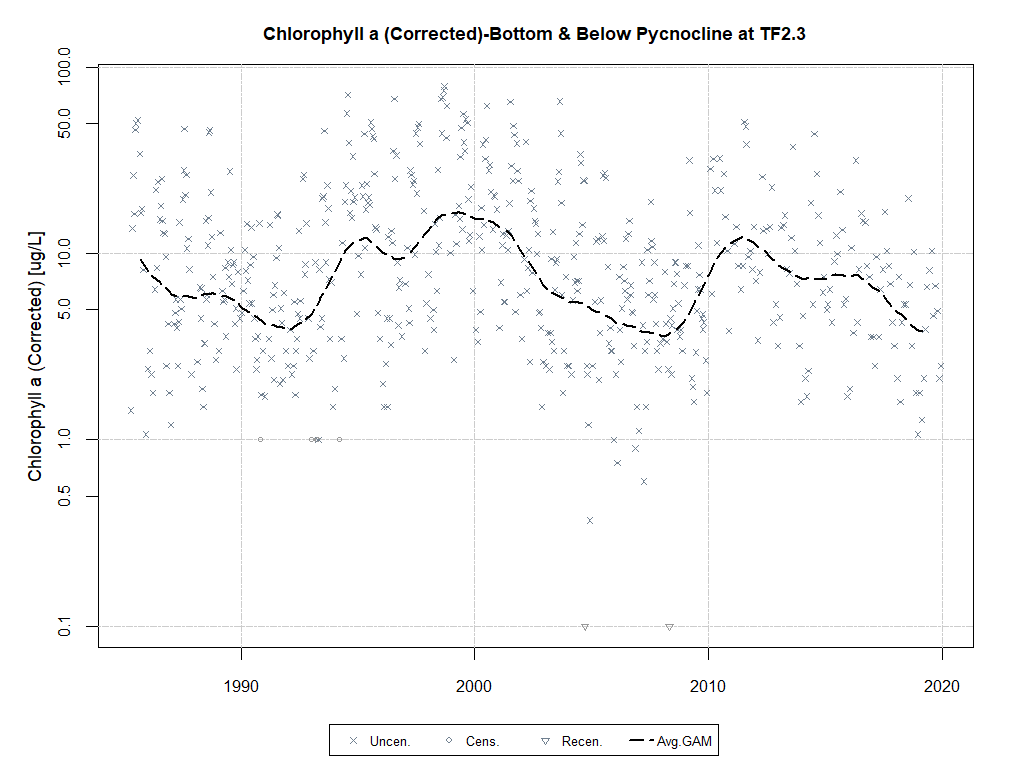 Chlorophyll a (Corrected)-Bottom & Below Pycnocline at TF2.3
Chlorophyll a (Corrected) [ug/L]
100.0
50.0
10.0
5.0
1.0
0.5
0.1
1990 2000 2010 2020
Uncen. Cens. Recen. Avg.GAM